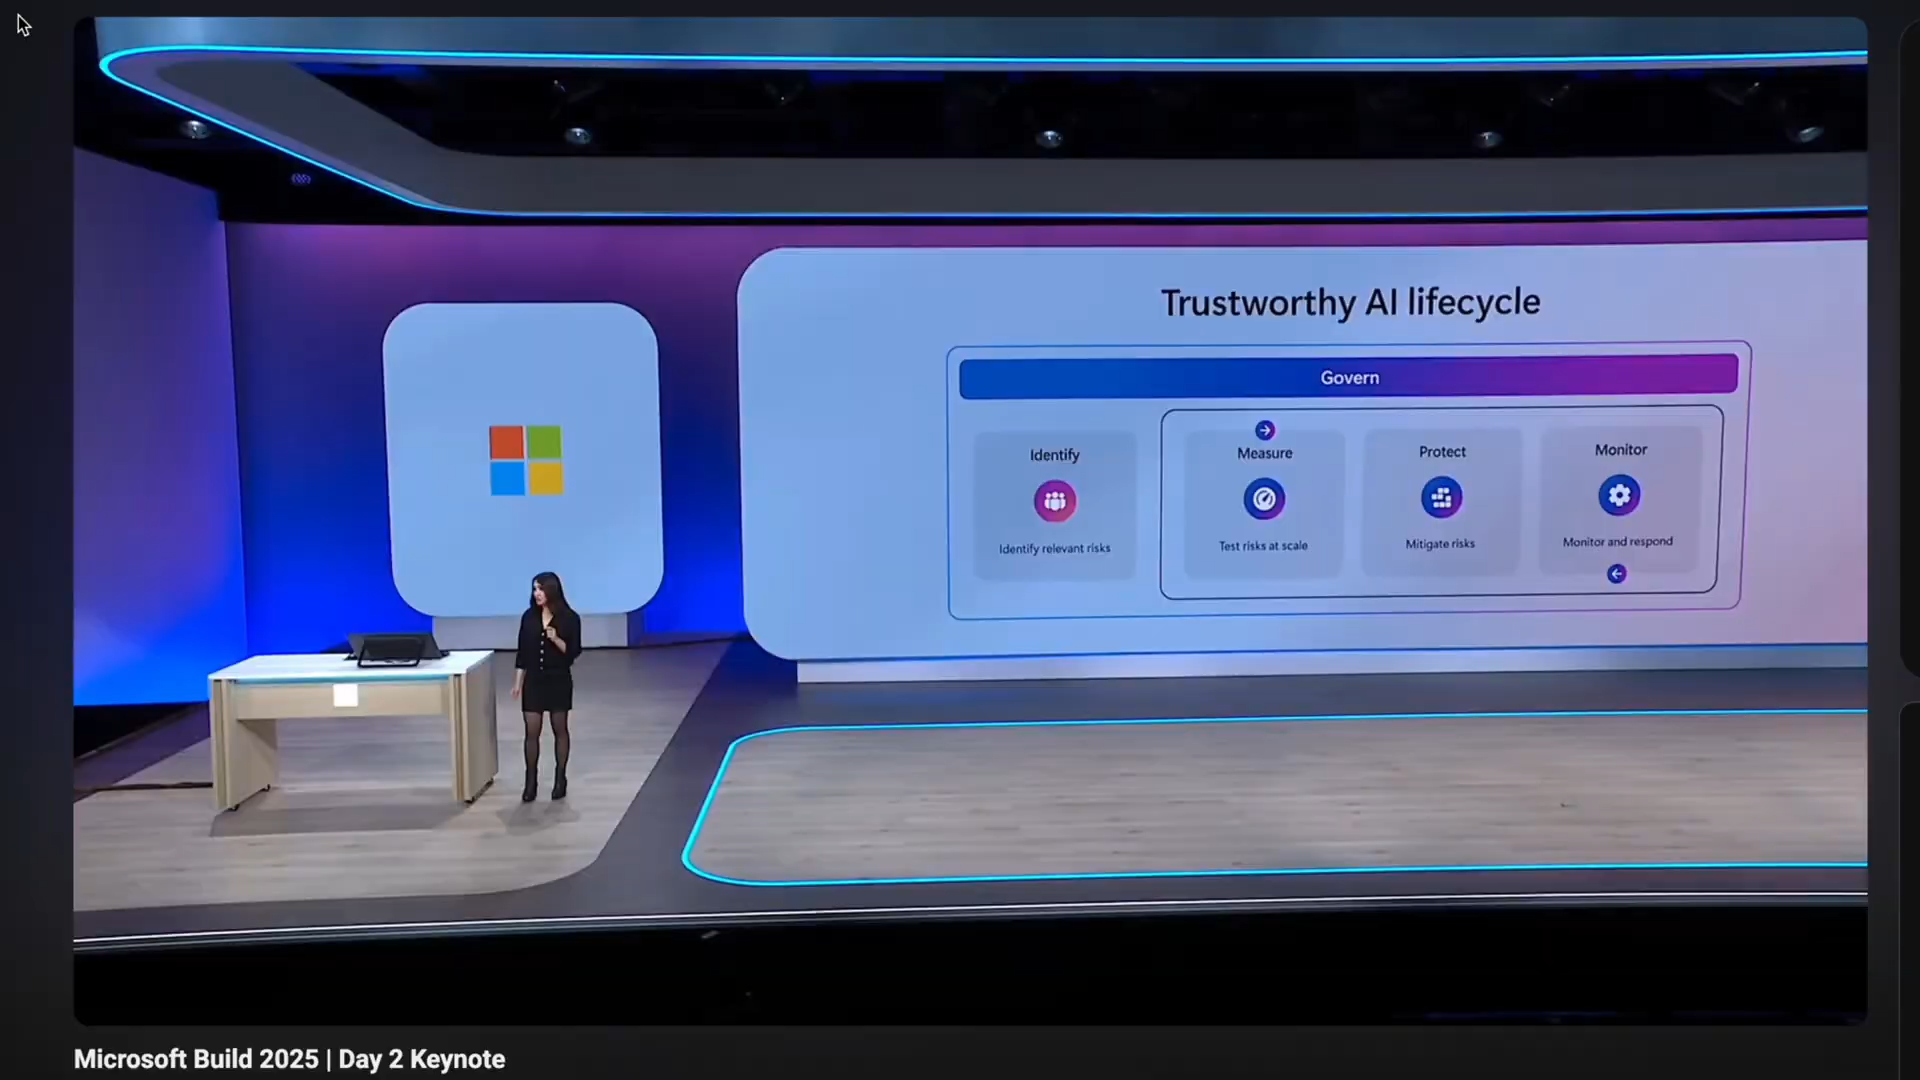 Trustworthy AI lifecycle
Govern
Identify
Identify relevant risks
Measure
Test risks at scale
Protect
Mitigate risks
Monitor
Monitor and respond
Microsoft Build 2025 | Day 2 Keynote